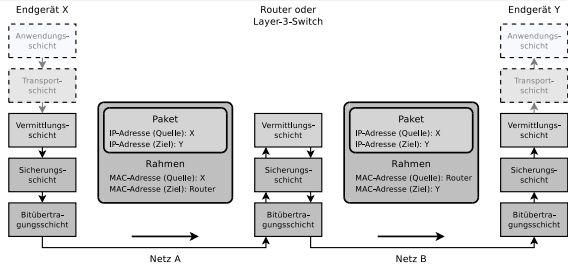 Endgerät X
Router oder
Layer-3-Switch
Endgerät Y
Anwendungs-
schicht
Transport-
schicht
Vermittlungs-
schicht
Sicherungs-
schicht
Bitübertra-
gungsschicht
Paket
IP-Adresse (Quelle): X
IP-Adresse (Ziel): Y
Rahmen
MAC-Adresse (Quelle): X
MAC-Adresse (Ziel): Router
Vermittlungs-
schicht
Sicherungs-
schicht
Bitübertra-
gungsschicht
Paket
IP-Adresse (Quelle): X
IP-Adresse (Ziel): Y
Rahmen
MAC-Adresse (Quelle): Router
MAC-Adresse (Ziel): Y
Anwendungs-
schicht
Transport-
schicht
Vermittlungs-
schicht
Sicherungs-
schicht
Bitübertra-
gungsschicht
Netz A
Netz B